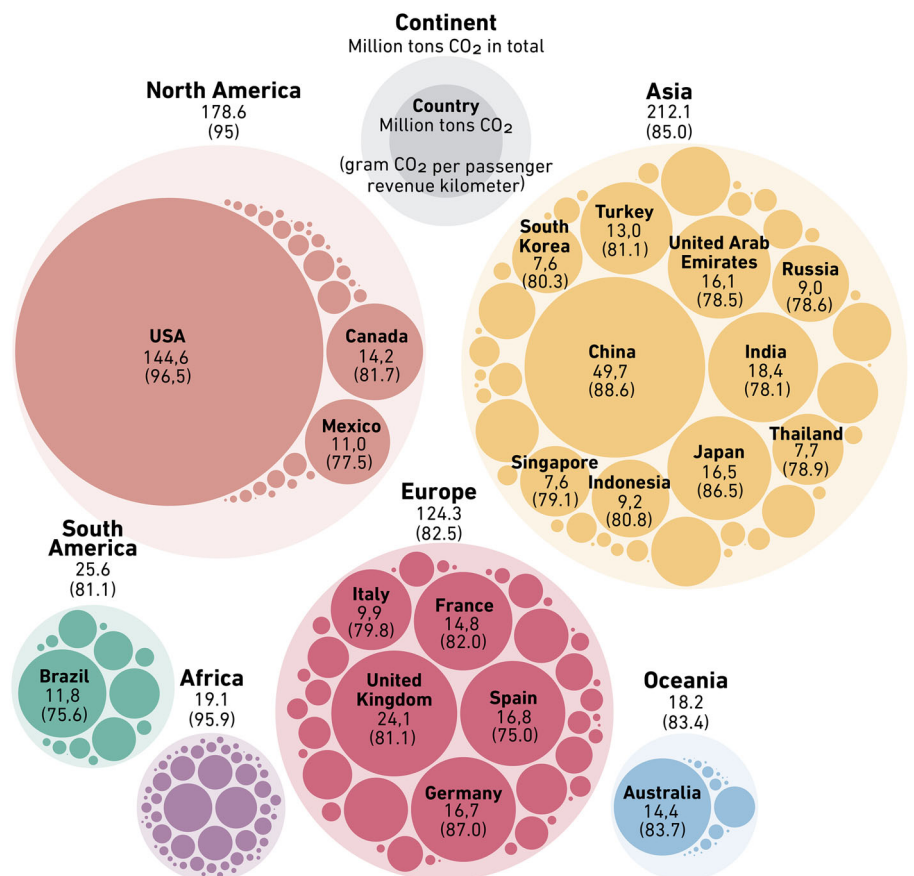 Continent
Million tons CO₂ in total
Country
Million tons CO₂
(gram CO₂ per passenger
revenue kilometer)
North America
178.6
(95)
USA
144,6
(96,5)
Canada
14,2
(81.7)
Mexico
11,0
(77.5)
Asia
212.1
(85.0)
Turkey
13,0
(81.1)
South
Korea
7,6
(80.3)
United Arab
Emirates
16,1
(78.5)
Russia
9,0
(78.6)
China
49,7
(88.6)
India
18,4
(78.1)
Thailand
7,7
(78.9)
Japan
16,5
(86.5)
Singapore
7,6
(79.1)
Indonesia
9,2
(80.8)
Europe
124.3
(82.5)
Italy
9,9
(79.8)
France
14,8
(82.0)
United
Kingdom
24,1
(81.1)
Spain
16,8
(75.0)
Germany
16,7
(87.0)
South
America
25.6
(81.1)
Brazil
11,8
(75.6)
Africa
19.1
(95.9)
Oceania
18.2
(83.4)
Australia
14,4
(83.7)